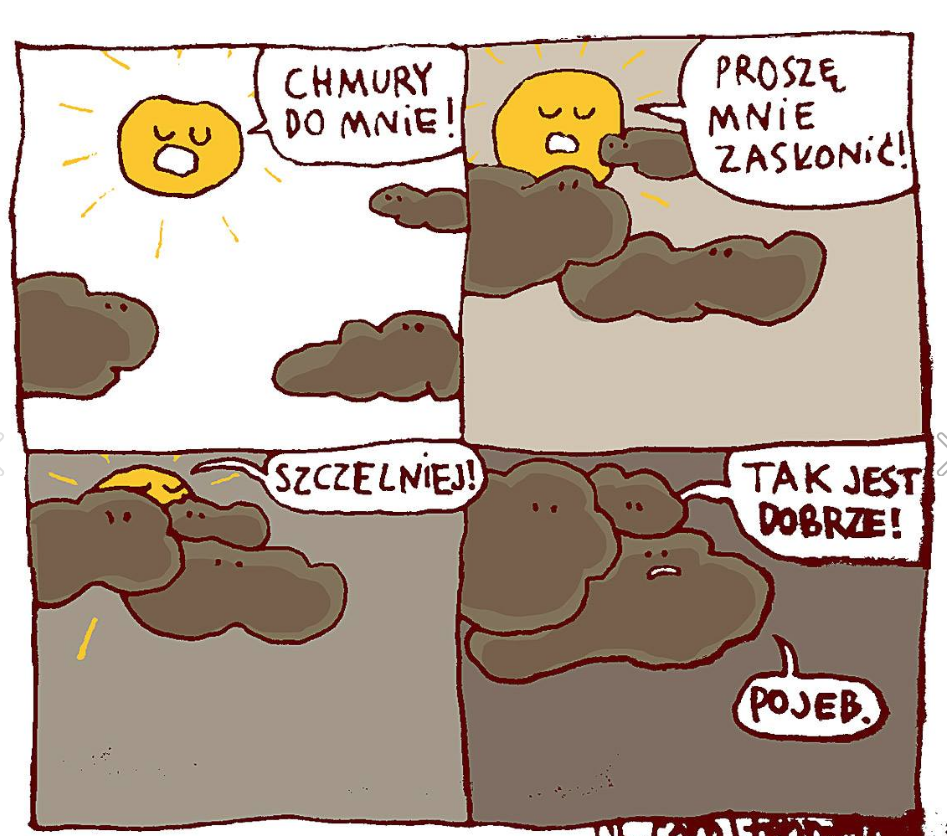 CHMURY
DO MNIE!
PROSZĘ
MNIE
ZASŁONIĆ!
SZCZELNIEJ!
TAK JEST
DOBRZE!
POJEB.